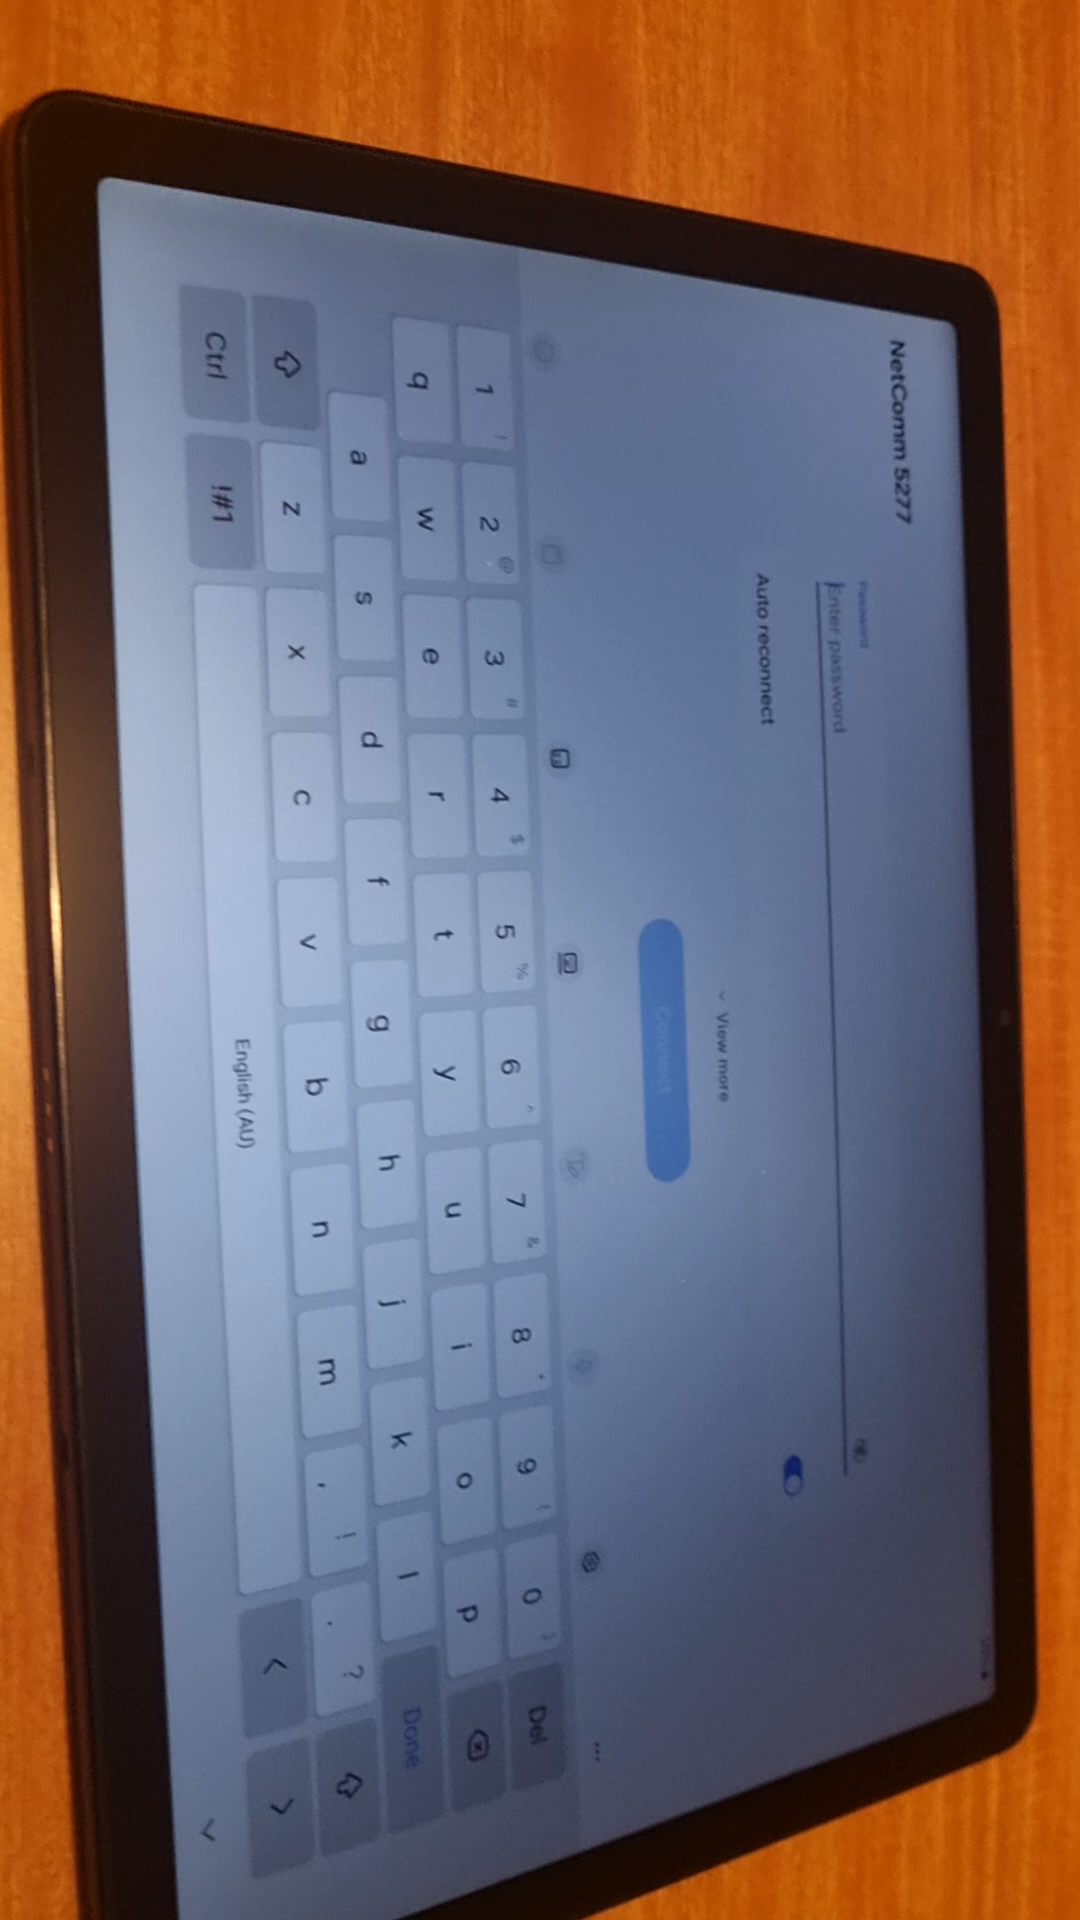 NetComm 5277
Password
Enter password
Auto reconnect
View more
Connect
1 ! 2 @ 3 # 4 $ 5 % 6 ^ 7 & 8 * 9 ( 0 ) Del
q w e r t y u i o p
a s d f g h j k l Done
z x c v b n m , ! . ?
Ctrl !#1 English (AU) < >